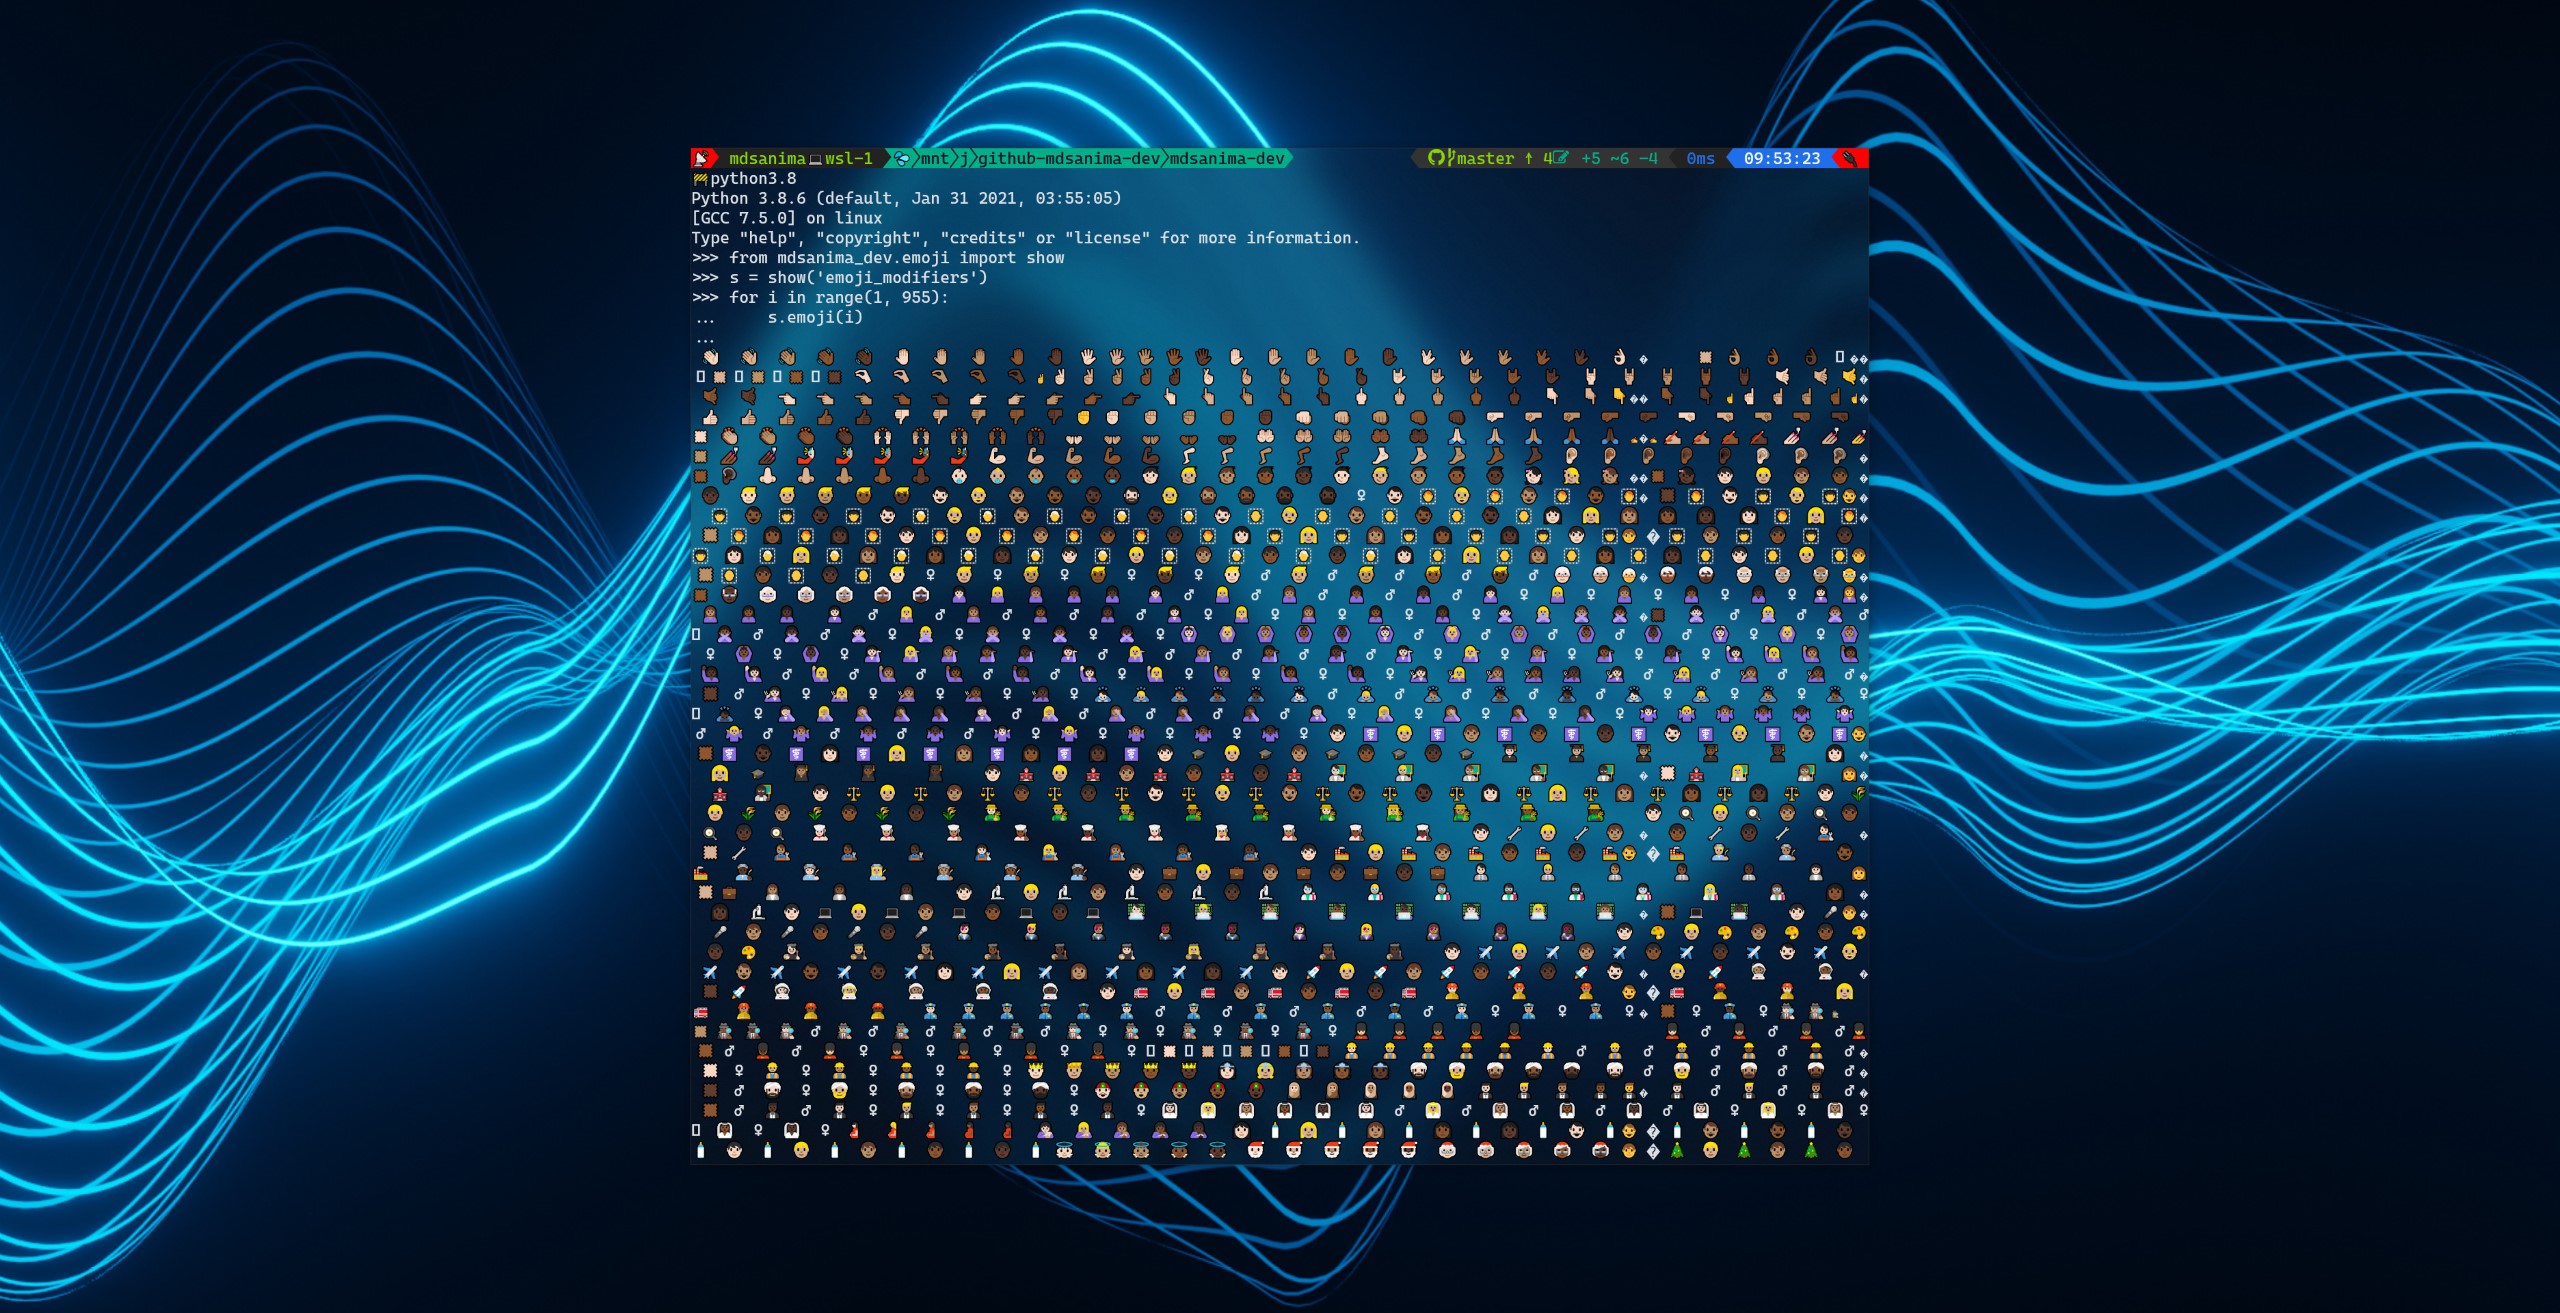 mdsanima💻wsl-1 mnt j github-mdsanima-dev mdsanima-dev master ↑ 4 +5 ~6 -4 0ms 09:53:23
python3.8
Python 3.8.6 (default, Jan 31 2021, 03:55:05)
[GCC 7.5.0] on linux
Type "help", "copyright", "credits" or "license" for more information.
>>> from mdsanima_dev.emoji import show
>>> s = show('emoji_modifiers')
>>> for i in range(1, 955):
...     s.emoji(i)
...